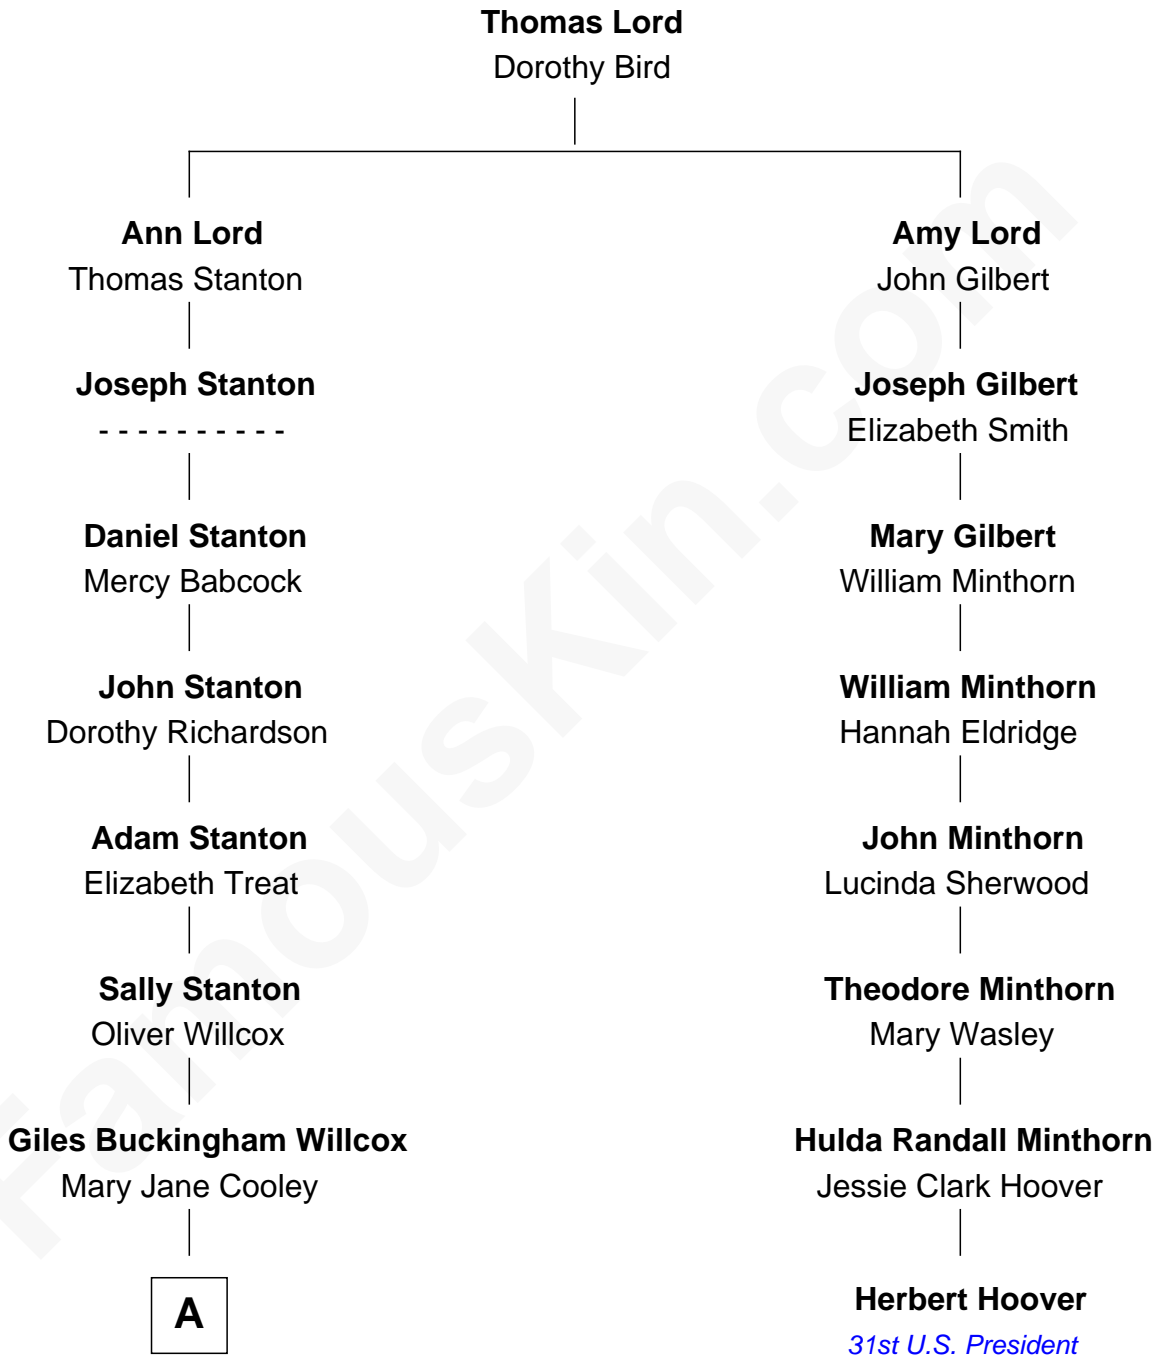 Thomas Lord
Dorothy Bird
Ann Lord
Thomas Stanton
Amy Lord
John Gilbert
Joseph Stanton
- - - - - - - - - -
Joseph Gilbert
Elizabeth Smith
Daniel Stanton
Mercy Babcock
Mary Gilbert
William Minthorn
John Stanton
Dorothy Richardson
William Minthorn
Hannah Eldridge
Adam Stanton
Elizabeth Treat
John Minthorn
Lucinda Sherwood
Sally Stanton
Oliver Willcox
Theodore Minthorn
Mary Wasley
Giles Buckingham Willcox
Mary Jane Cooley
Hulda Randall Minthorn
Jessie Clark Hoover
A
Herbert Hoover
31st U.S. President
FamousKin.com